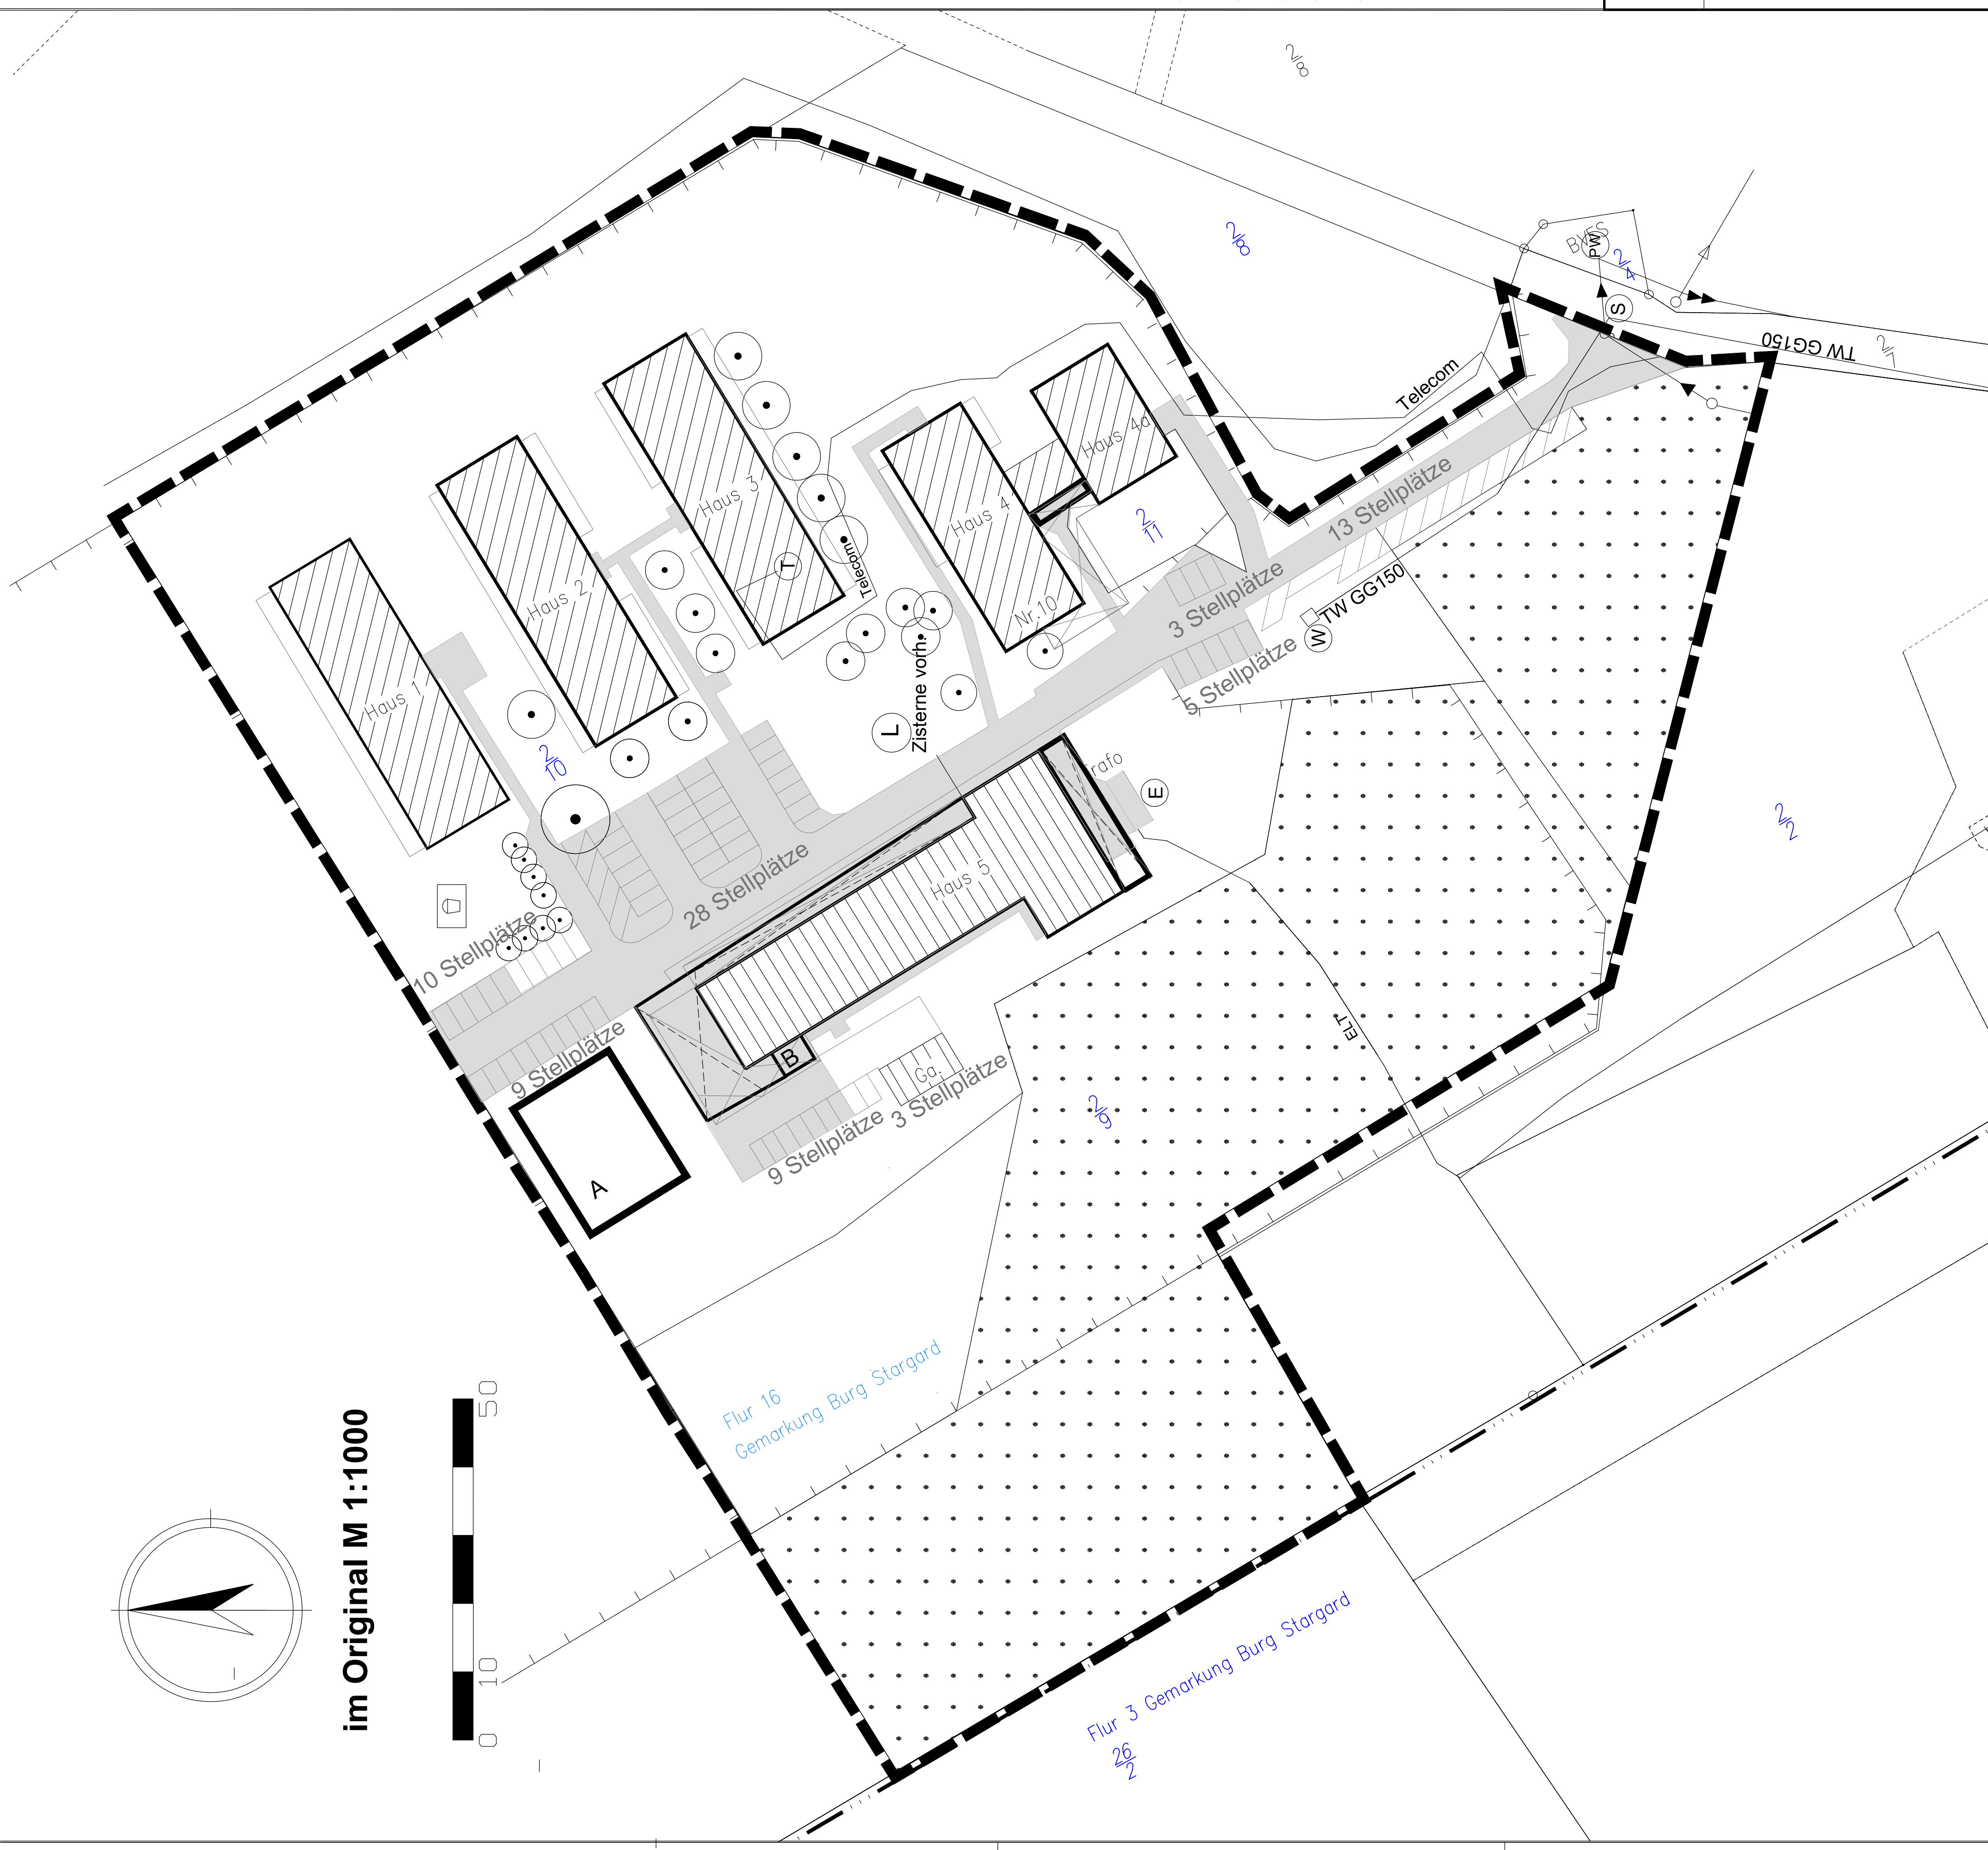 2/8
2/8
BVFS
PW
2/4
S
TW GG150
2/7
Telecom
Haus 4a
Haus 3
Haus 4
2/11
13 Stellplätze
T
Telecom
Haus 2
Nr.10
3 Stellplätze
TW GG150
W
5 Stellplätze
Haus 1
2/10
L
Zisterne vorh.
rafo
E
2/2
28 Stellplätze
Haus 5
10 Stellplätze
9 Stellplätze
B
Ga.
3 Stellplätze
9 Stellplätze
ELT
2/9
A
Flur 16
Gemarkung Burg Stargard
im Original M 1:1000
0 10 50
Flur 3 Gemarkung Burg Stargard
26/2